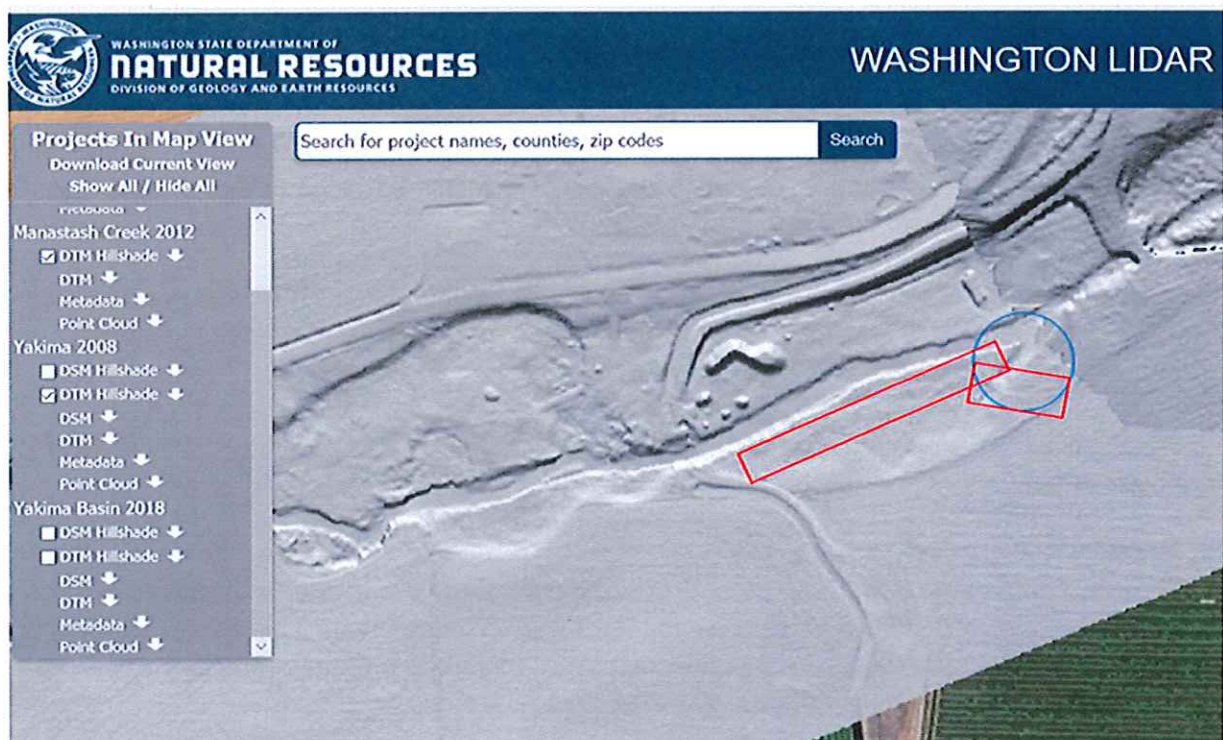 WASHINGTON STATE DEPARTMENT OF
NATURAL RESOURCES
DIVISION OF GEOLOGY AND EARTH RESOURCES
WASHINGTON LIDAR
Projects In Map View
Download Current View
Show All / Hide All
Search for project names, counties, zip codes
Search
Metadata
Manastash Creek 2012
DTM Hillshade
DTM
Metadata
Point Cloud
Yakima 2008
DSM Hillshade
DTM Hillshade
DSM
DTM
Metadata
Point Cloud
Yakima Basin 2018
DSM Hillshade
DTM Hillshade
DSM
DTM
Metadata
Point Cloud